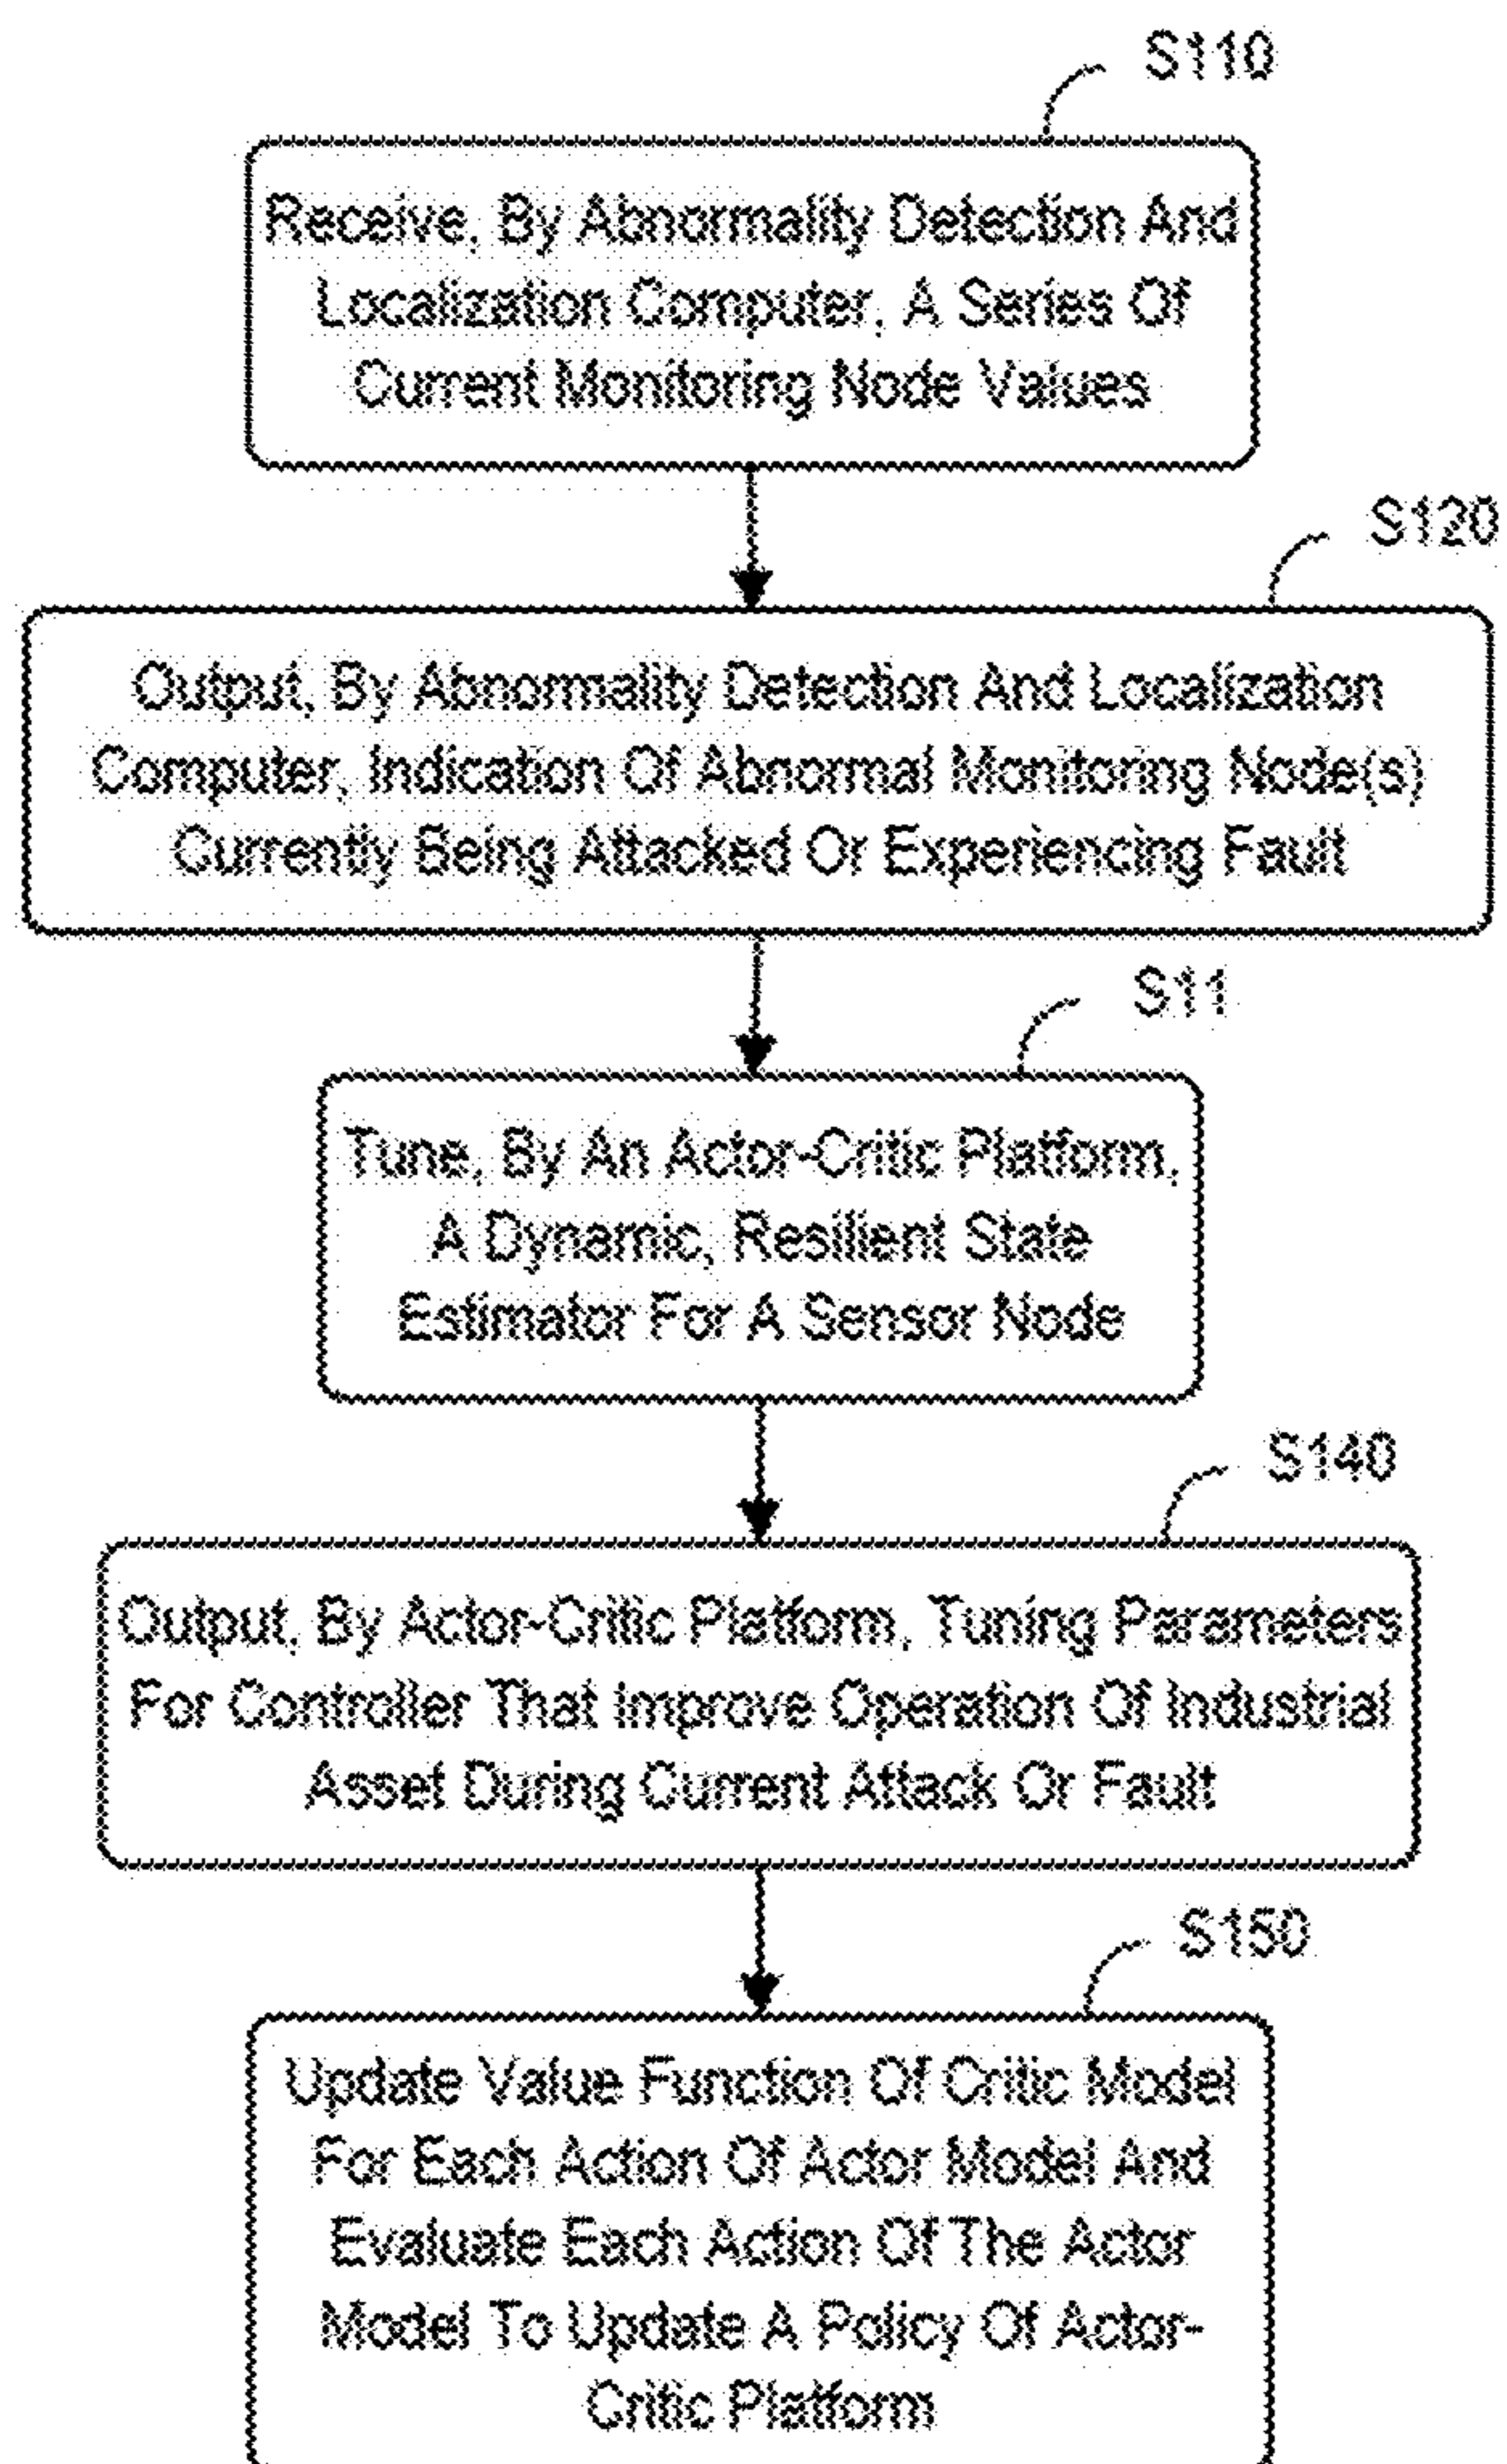 S110
Receive, By Abnormality Detection And
Localization Computer, A Series Of
Current Monitoring Node Values
S120
Output, By Abnormality Detection And Localization
Computer, Indication Of Abnormal Monitoring Node(s)
Currently Being Attacked Or Experiencing Fault
S11
Tune, By An Actor-Critic Platform,
A Dynamic, Resilient State
Estimator For A Sensor Node
S140
Output, By Actor-Critic Platform, Tuning Parameters
For Controller That Improve Operation Of Industrial
Asset During Current Attack Or Fault
S150
Update Value Function Of Critic Model
For Each Action Of Actor Model And
Evaluate Each Action Of The Actor
Model To Update A Policy Of Actor-
Critic Platform